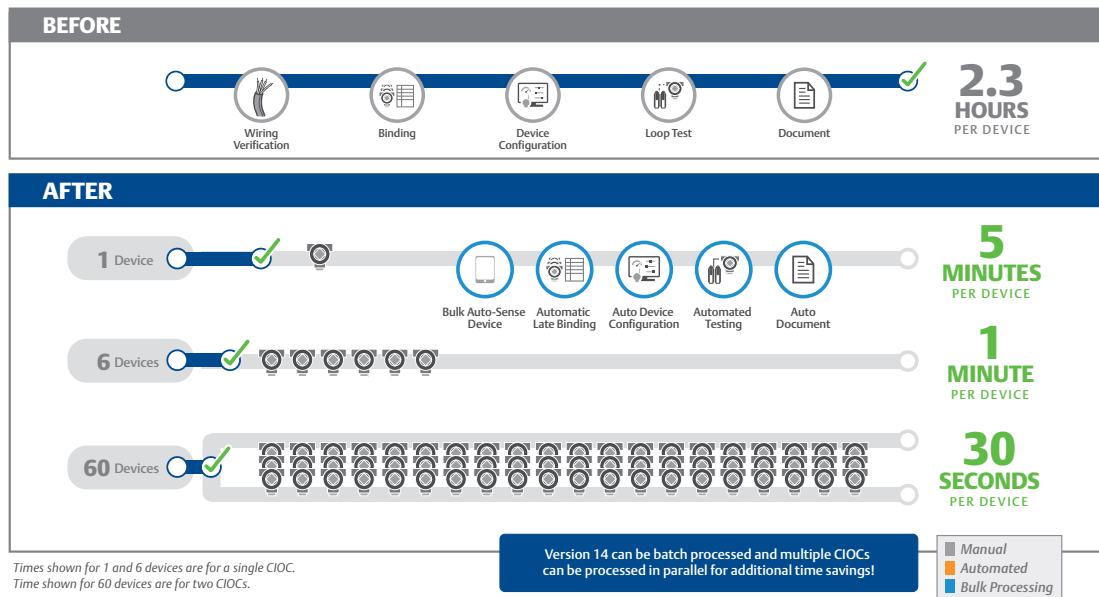 BEFORE
Wiring
Verification
Binding
Device
Configuration
Loop Test
Document
2.3
HOURS
PER DEVICE
AFTER
1 Device
Bulk Auto-Sense
Device
Automatic
Late Binding
Auto Device
Configuration
Automated
Testing
Auto
Document
5
MINUTES
PER DEVICE
6 Devices
1
MINUTE
PER DEVICE
60 Devices
30
SECONDS
PER DEVICE
Times shown for 1 and 6 devices are for a single CIOC.
Time shown for 60 devices are for two CIOCs.
Version 14 can be batch processed and multiple CIOCs
can be processed in parallel for additional time savings!
Manual
Automated
Bulk Processing